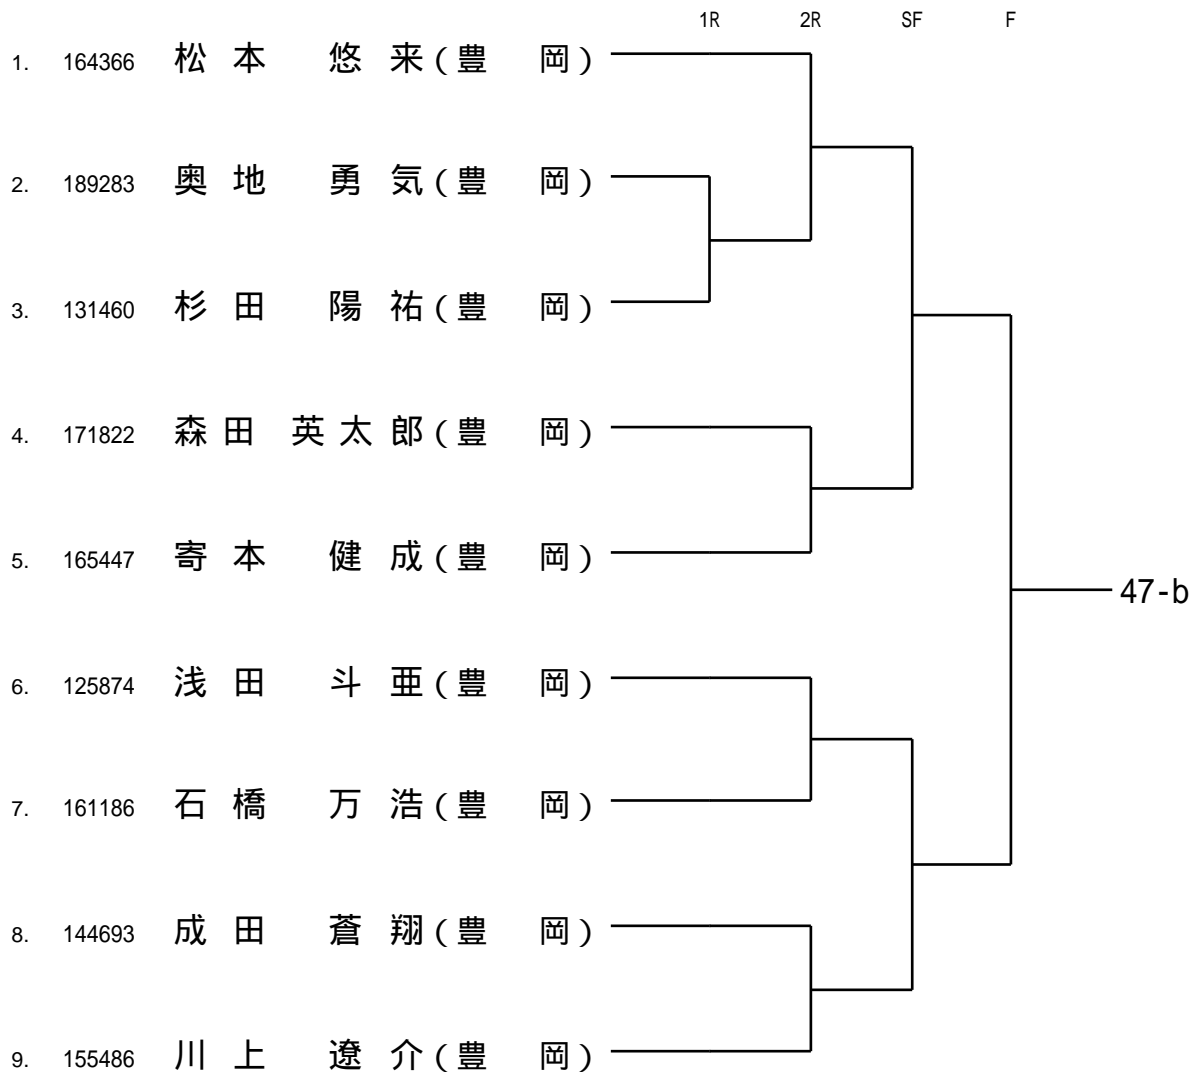 1R 2R SF F
1. 164366 松本 悠来(豊 岡)
2. 189283 奥地 勇気(豊 岡)
3. 131460 杉田 陽祐(豊 岡)
4. 171822 森田 英太郎(豊 岡)
5. 165447 寄本 健成(豊 岡)
47-b
6. 125874 浅田 斗亜(豊 岡)
7. 161186 石橋 万浩(豊 岡)
8. 144693 成田 蒼翔(豊 岡)
9. 155486 川上 遼介(豊 岡)